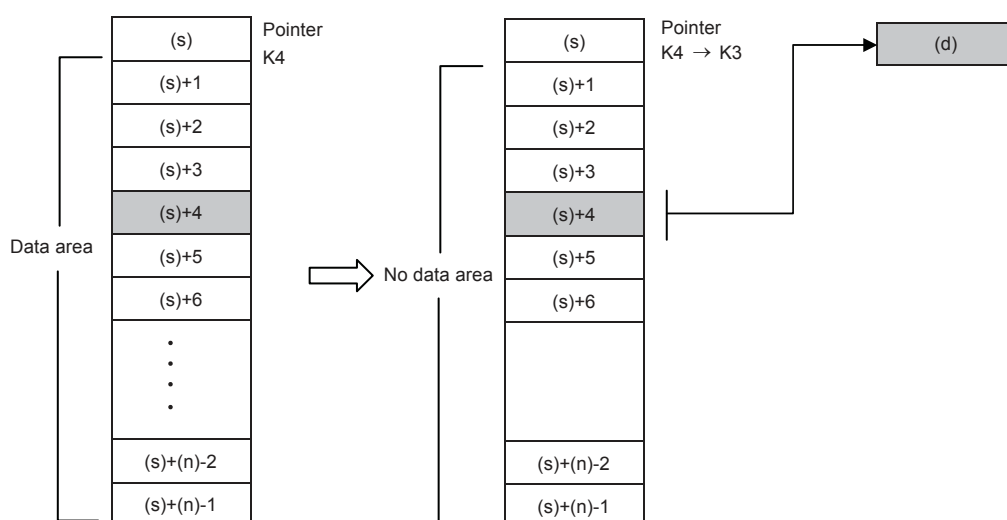 (s)
Pointer
K4
(s)+1
(s)+2
(s)+3
(s)+4
(s)+5
(s)+6
(s)+(n)-2
(s)+(n)-1
Data area
(s)
Pointer
K4 → K3
(s)+1
(s)+2
(s)+3
(s)+4
(s)+5
(s)+6
(s)+(n)-2
(s)+(n)-1
No data area
(d)